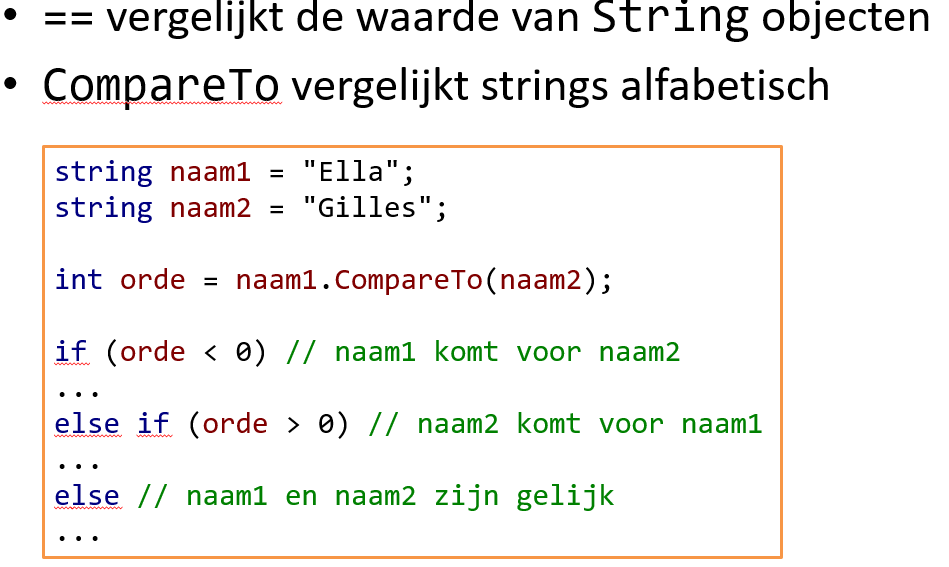 • == vergelijkt de waarde van String objecten
• CompareTo vergelijkt strings alfabetisch
string naam1 = "Ella";
string naam2 = "Gilles";
int orde = naam1.CompareTo(naam2);
if (orde < 0) // naam1 komt voor naam2
...
else if (orde > 0) // naam2 komt voor naam1
...
else // naam1 en naam2 zijn gelijk
...